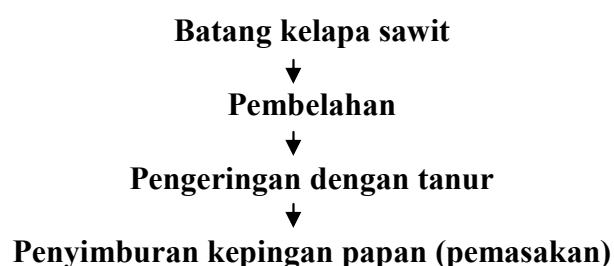 Batang kelapa sawit
Pembelahan
Pengeringan dengan tanur
Penyimburan kepingan papan (pemasakan)